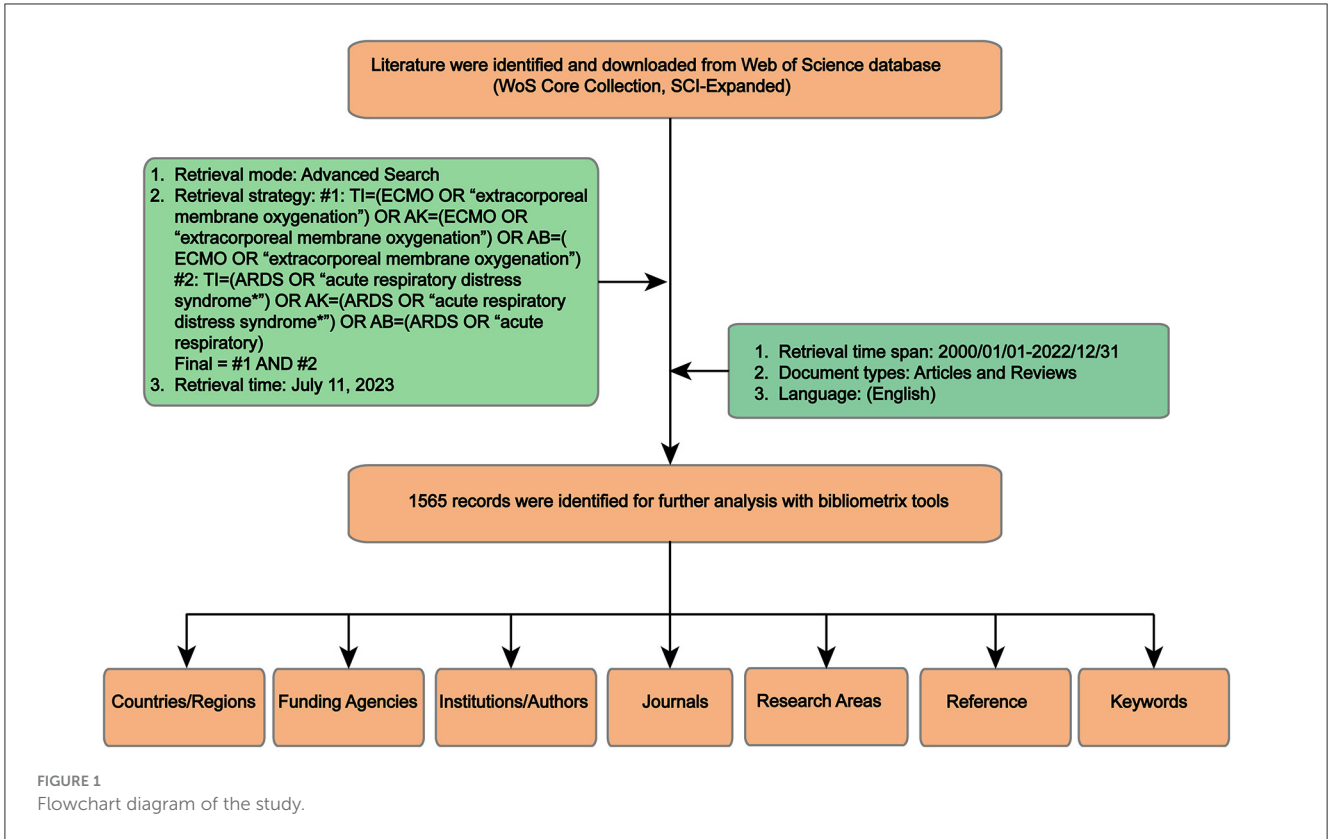 Literature were identified and downloaded from Web of Science database
(WoS Core Collection, SCI-Expanded)
1. Retrieval mode: Advanced Search
2. Retrieval strategy: #1: TI=(ECMO OR “extracorporeal
membrane oxygenation”) OR AK=(ECMO OR
“extracorporeal membrane oxygenation”) OR AB=(
ECMO OR “extracorporeal membrane oxygenation”)
#2: TI=(ARDS OR “acute respiratory distress
syndrome*”) OR AK=(ARDS OR “acute respiratory
distress syndrome*”) OR AB=(ARDS OR “acute
respiratory)
Final = #1 AND #2
3. Retrieval time: July 11, 2023
1. Retrieval time span: 2000/01/01-2022/12/31
2. Document types: Articles and Reviews
3. Language: (English)
1565 records were identified for further analysis with bibliometrix tools
Countries/Regions
Funding Agencies
Institutions/Authors
Journals
Research Areas
Reference
Keywords
FIGURE 1
Flowchart diagram of the study.